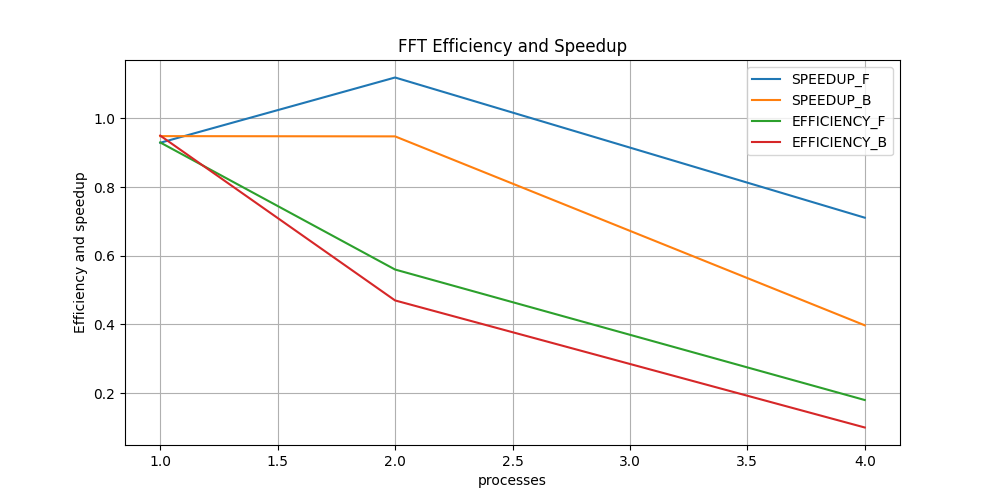 FFT Efficiency and Speedup
SPEEDUP_F
SPEEDUP_B
EFFICIENCY_F
EFFICIENCY_B
Efficiency and speedup
1.0
0.8
0.6
0.4
0.2
1.0 1.5 2.0 2.5 3.0 3.5 4.0
processes